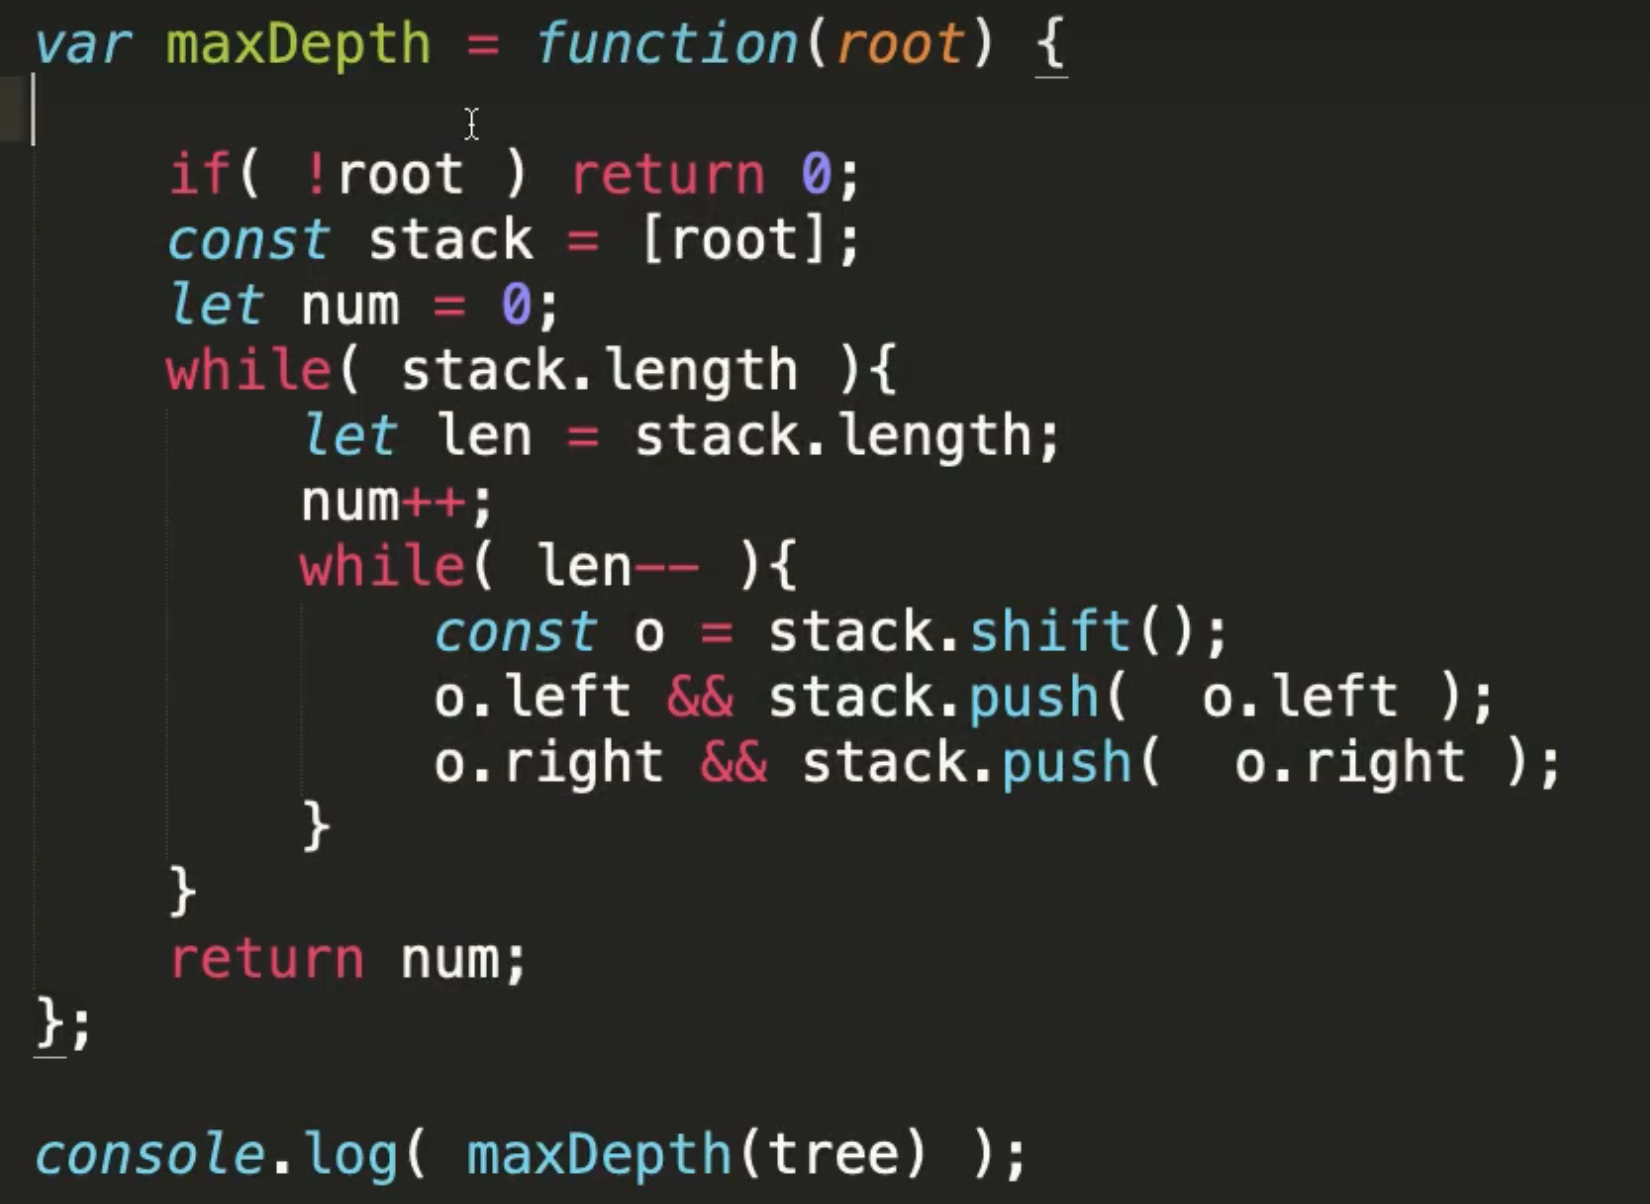 var maxDepth = function(root) {
if( !root ) return 0;
const stack = [root];
let num = 0;
while( stack.length ){
let len = stack.length;
num++;
while( len-- ){
const o = stack.shift();
o.left && stack.push(  o.left );
o.right && stack.push(  o.right );
}
}
return num;
};
console.log( maxDepth(tree) );